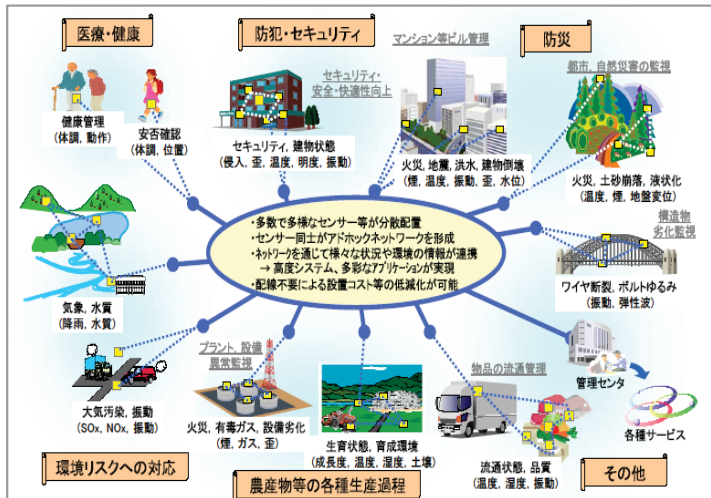 医療・健康
防犯・セキュリティ
マンション等ビル管理
防災
セキュリティ・
安全・快適性向上
都市、自然災害の監視
健康管理
(体調, 動作)
安否確認
(体調, 位置)
セキュリティ, 建物状態
(侵入, 歪, 温度, 明度, 振動)
火災, 地震, 洪水, 建物倒壊
(煙, 温度, 振動, 歪, 水位)
火災, 土砂崩落, 液状化
(温度, 煙, 地盤変位)
・多数で多様なセンサー等が分散配置
・センサー同士がアドホックネットワークを形成
・ネットワークを通じて様々な状況や環境の情報が連携
→ 高度システム、多彩なアプリケーションが実現
・配線不要による設置コスト等の低減化が可能
構造物
劣化監視
ワイヤ断裂, ボルトゆるみ
(振動, 弾性波)
気象, 水質
(降雨, 水質)
プラント、設備
異常監視
物品の流通管理
管理センタ
各種サービス
大気汚染, 振動
(SOx, NOx, 振動)
火災, 有毒ガス, 設備劣化
(煙, ガス, 歪)
生育状態, 育成環境
(成長度, 温度, 湿度, 土壌)
流通状態, 品質
(温度, 湿度, 振動)
環境リスクへの対応
農産物等の各種生産過程
その他